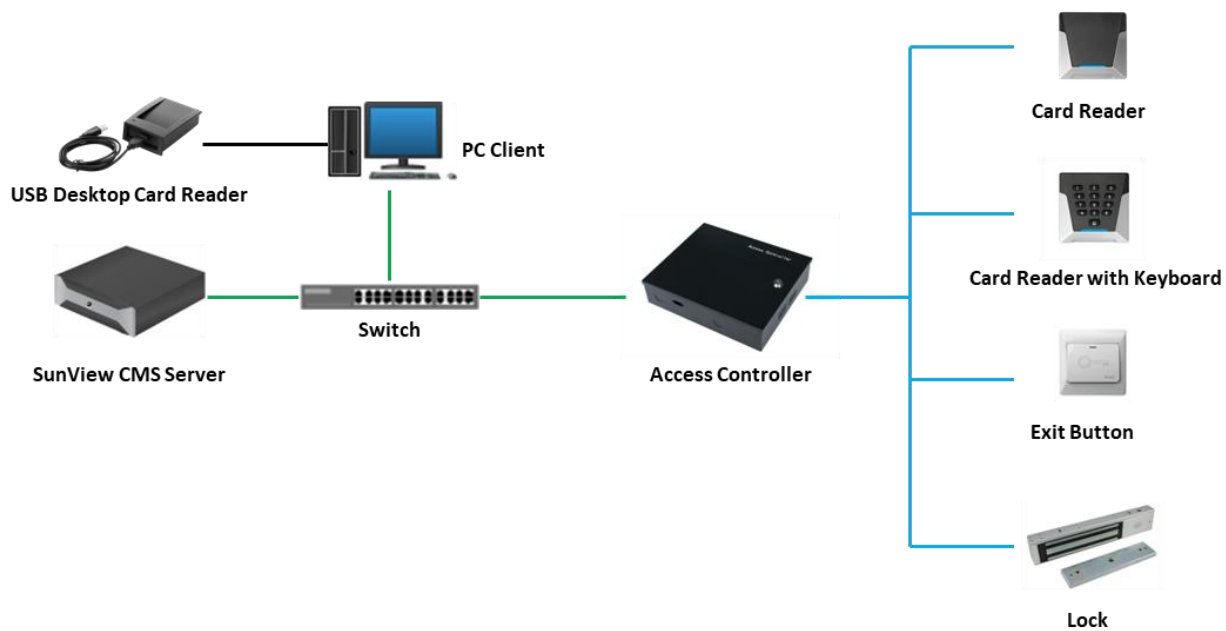 Card Reader
PC Client
USB Desktop Card Reader
Card Reader with Keyboard
Switch
SunView CMS Server
Access Controller
Exit Button
Lock